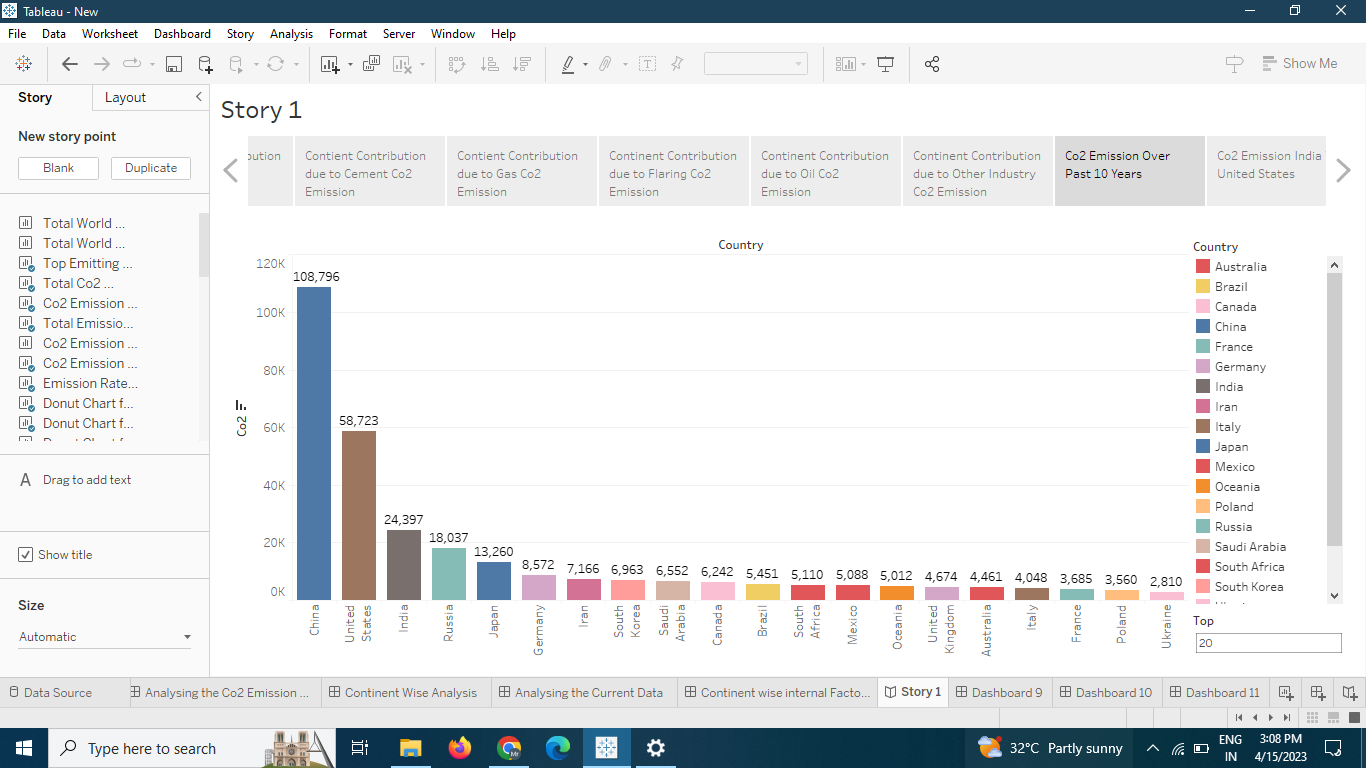 Tableau - New
File Data Worksheet Dashboard Story Analysis Format Server Window Help
Show Me
Story Layout
New story point
Blank Duplicate
Total World ...
Total World ...
Top Emitting ...
Total Co2 ...
Co2 Emission ...
Total Emissio...
Co2 Emission ...
Co2 Emission ...
Emission Rate...
Donut Chart f...
Donut Chart f...
A Drag to add text
Show title
Size
Automatic
Story 1
bution
Contient Contribution
due to Cement Co2
Emission
Contient Contribution
due to Gas Co2
Emission
Continent Contribution
due to Flaring Co2
Emission
Continent Contribution
due to Oil Co2
Emission
Continent Contribution
due to Other Industry
Co2 Emission
Co2 Emission Over
Past 10 Years
Co2 Emission India
United States
Country
120K
100K
80K
60K
40K
20K
0K
Co2
108,796
58,723
24,397
18,037
13,260
8,572
7,166
6,963
6,552
6,242
5,451
5,110
5,088
5,012
4,674
4,461
4,048
3,685
3,560
2,810
China
United
States
India
Russia
Japan
Germany
Iran
South
Korea
Saudi
Arabia
Canada
Brazil
South
Africa
Mexico
Oceania
United
Kingdom
Australia
Italy
France
Poland
Ukraine
Country
Australia
Brazil
Canada
China
France
Germany
India
Iran
Italy
Japan
Mexico
Oceania
Poland
Russia
Saudi Arabia
South Africa
South Korea
Top
20
Data Source Analysing the Co2 Emission ... Continent Wise Analysis Analysing the Current Data Continent wise internal Facto... Story 1 Dashboard 9 Dashboard 10 Dashboard 11
Type here to search
32°C Partly sunny
ENG
IN
3:08 PM
4/15/2023